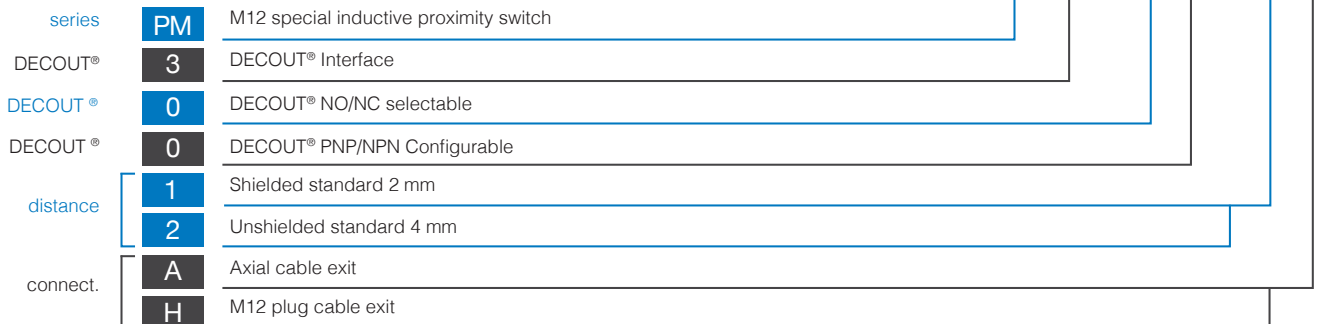 series PM M12 special inductive proximity switch
DECOUT® 3 DECOUT® Interface
DECOUT ® 0 DECOUT® NO/NC selectable
DECOUT ® 0 DECOUT® PNP/NPN Configurable
1 Shielded standard 2 mm
distance
2 Unshielded standard 4 mm
A Axial cable exit
connect.
H M12 plug cable exit